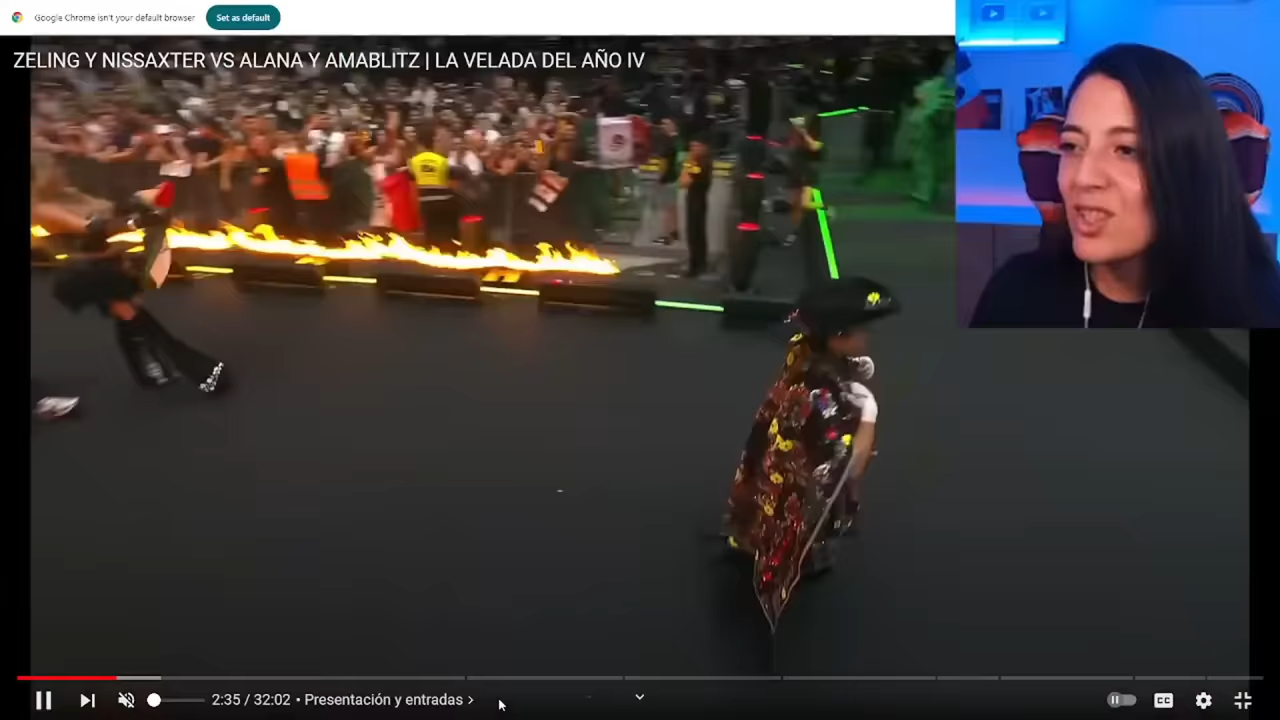 Google Chrome isn't your default browser
Set as default
ZELING Y NISSAXTER VS ALANA Y AMABLITZ | LA VELADA DEL AÑO IV
2:35 / 32:02 • Presentación y entradas >
CC